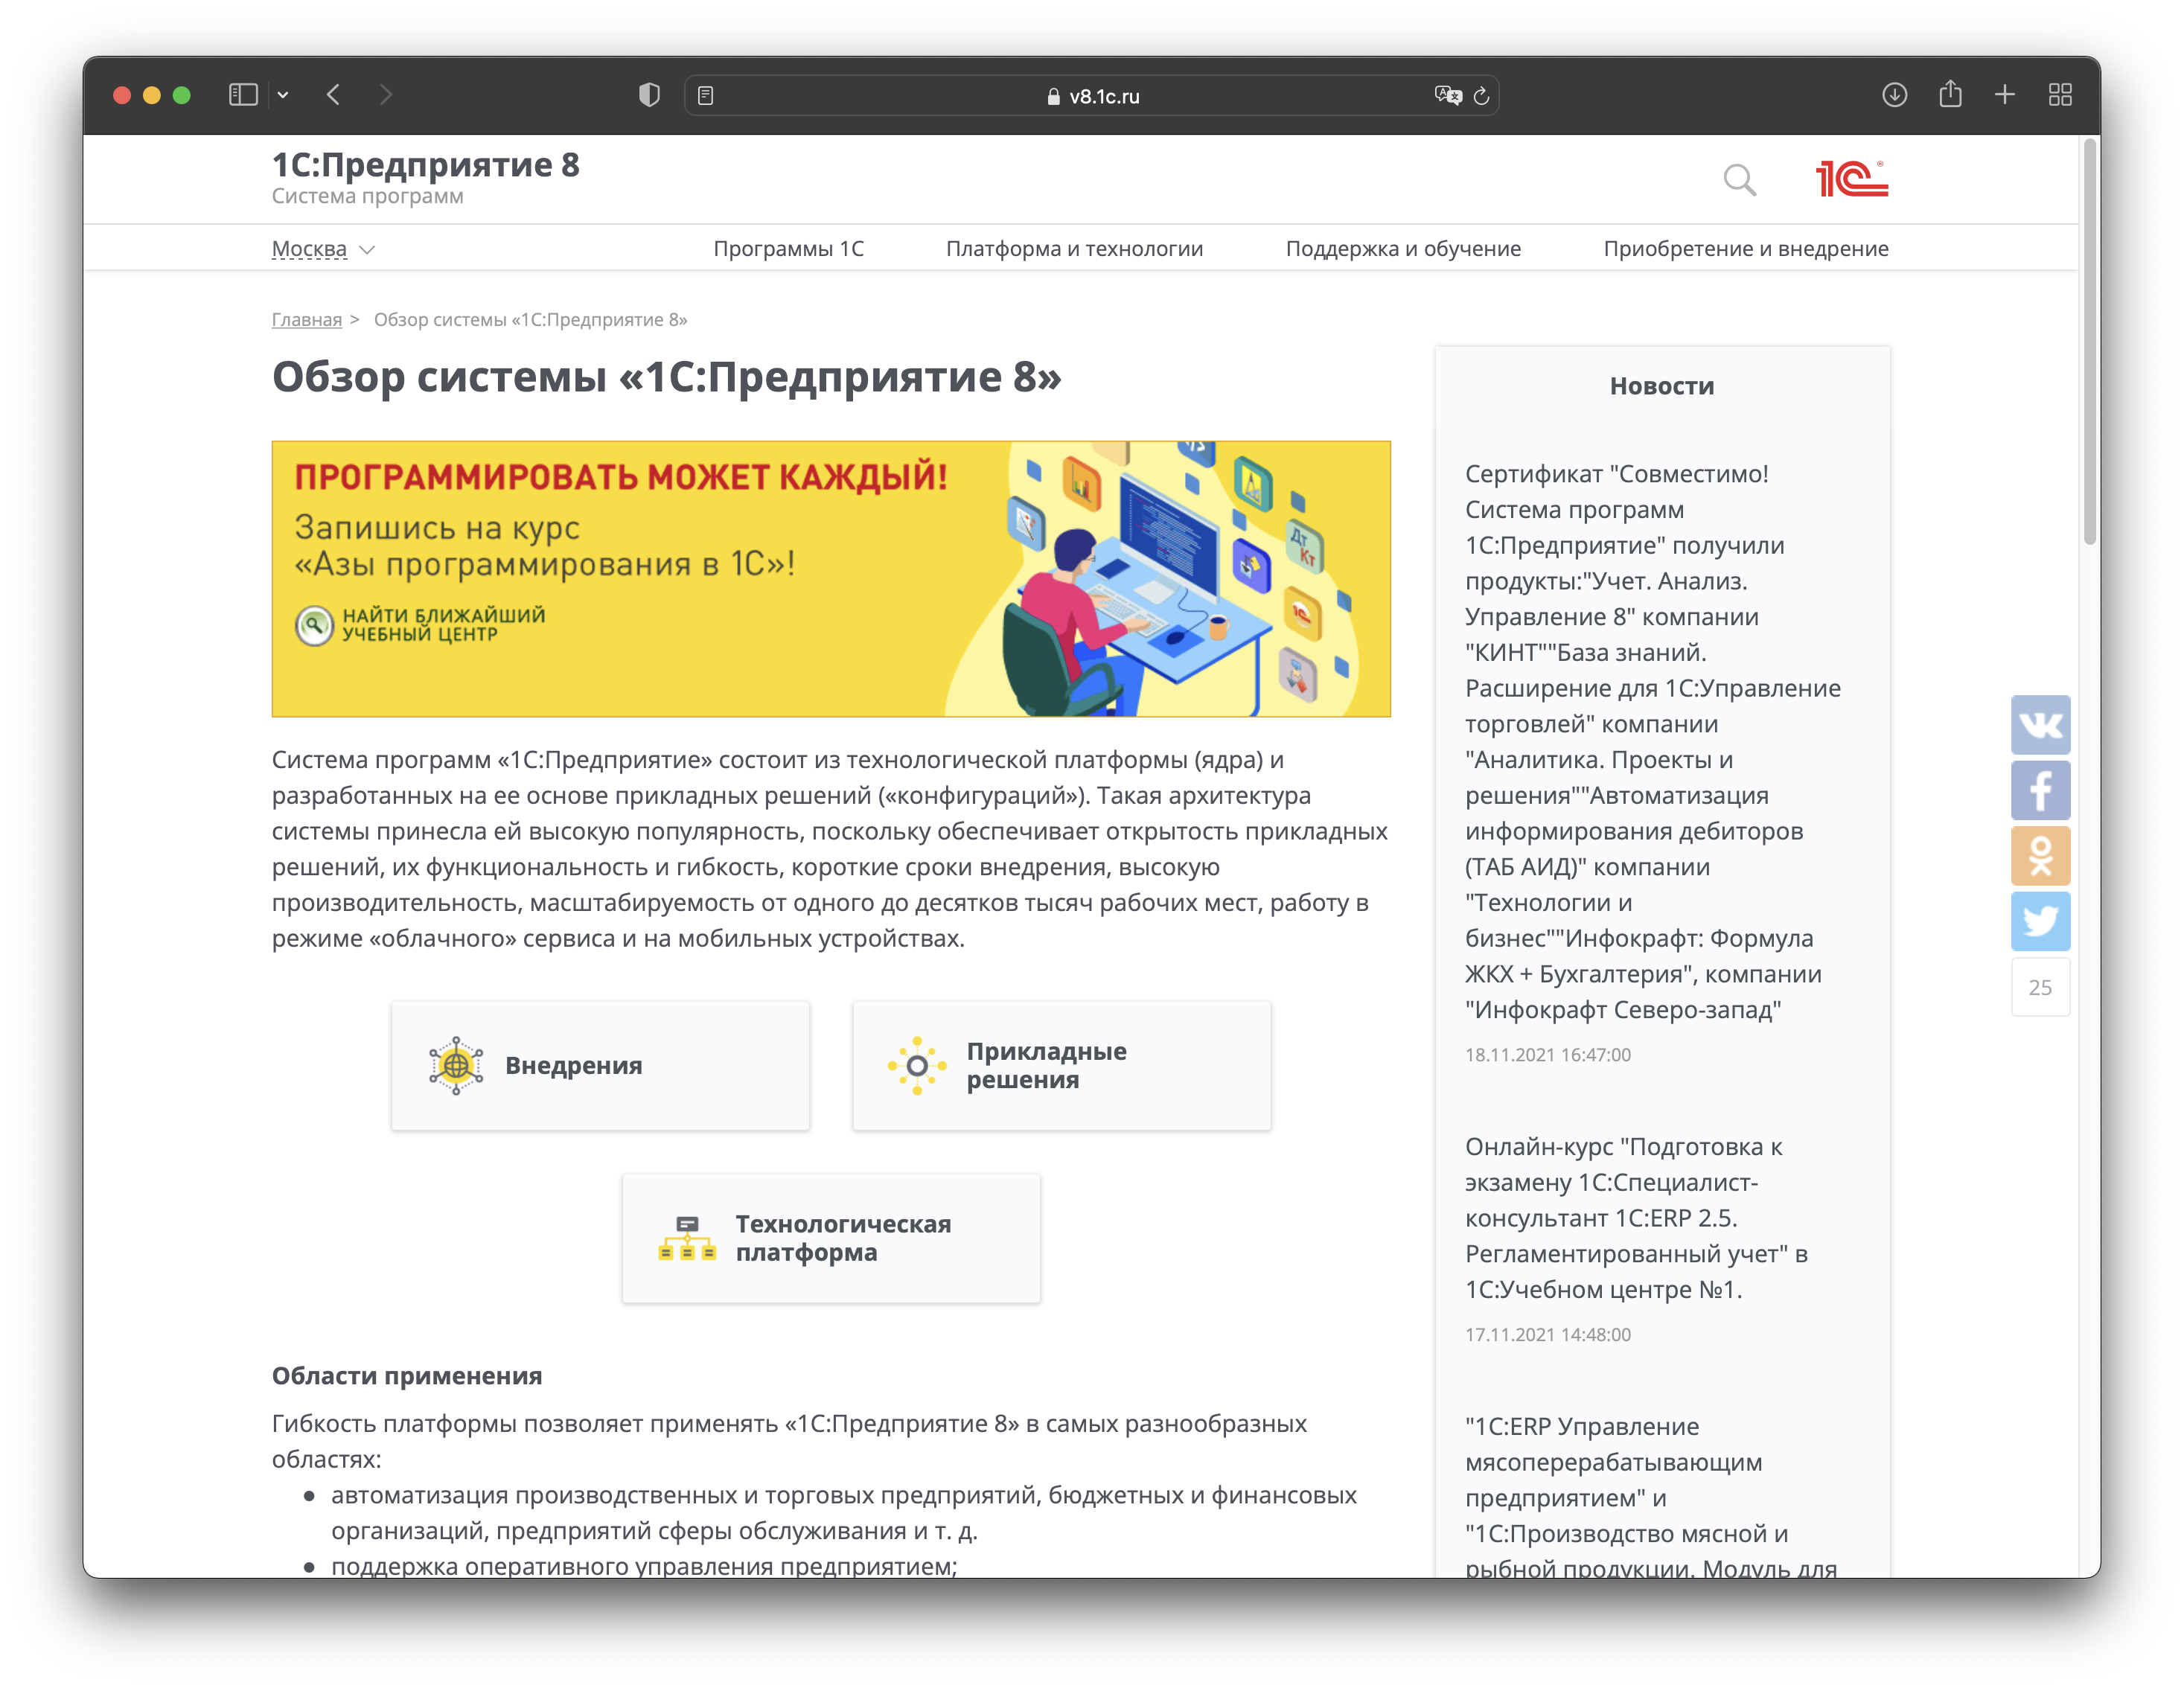 v8.1c.ru
1С:Предприятие 8
Система программ
1С
Москва
Программы 1С
Платформа и технологии
Поддержка и обучение
Приобретение и внедрение
Главная > Обзор системы «1С:Предприятие 8»
Обзор системы «1С:Предприятие 8»
ПРОГРАММИРОВАТЬ МОЖЕТ КАЖДЫЙ!
Запишись на курс
«Азы программирования в 1С»!
НАЙТИ БЛИЖАЙШИЙ
УЧЕБНЫЙ ЦЕНТР
Дт
Кт
1С
Система программ «1С:Предприятие» состоит из технологической платформы (ядра) и
разработанных на ее основе прикладных решений («конфигураций»). Такая архитектура
системы принесла ей высокую популярность, поскольку обеспечивает открытость прикладных
решений, их функциональность и гибкость, короткие сроки внедрения, высокую
производительность, масштабируемость от одного до десятков тысяч рабочих мест, работу в
режиме «облачного» сервиса и на мобильных устройствах.
Внедрения
Прикладные
решения
Технологическая
платформа
Области применения
Гибкость платформы позволяет применять «1С:Предприятие 8» в самых разнообразных
областях:
● автоматизация производственных и торговых предприятий, бюджетных и финансовых
организаций, предприятий сферы обслуживания и т. д.
● поддержка оперативного управления предприятием;
Новости
Сертификат "Совместимо!
Система программ
1С:Предприятие" получили
продукты:"Учет. Анализ.
Управление 8" компании
"КИНТ""База знаний.
Расширение для 1С:Управление
торговлей" компании
"Аналитика. Проекты и
решения""Автоматизация
информирования дебиторов
(ТАБ АИД)" компании
"Технологии и
бизнес""Инфокрафт: Формула
ЖКХ + Бухгалтерия", компании
"Инфокрафт Северо-запад"
18.11.2021 16:47:00
Онлайн-курс "Подготовка к
экзамену 1С:Специалист-
консультант 1С:ERP 2.5.
Регламентированный учет" в
1С:Учебном центре №1.
17.11.2021 14:48:00
"1С:ERP Управление
мясоперерабатывающим
предприятием" и
"1С:Производство мясной и
рыбной продукции. Модуль для
25